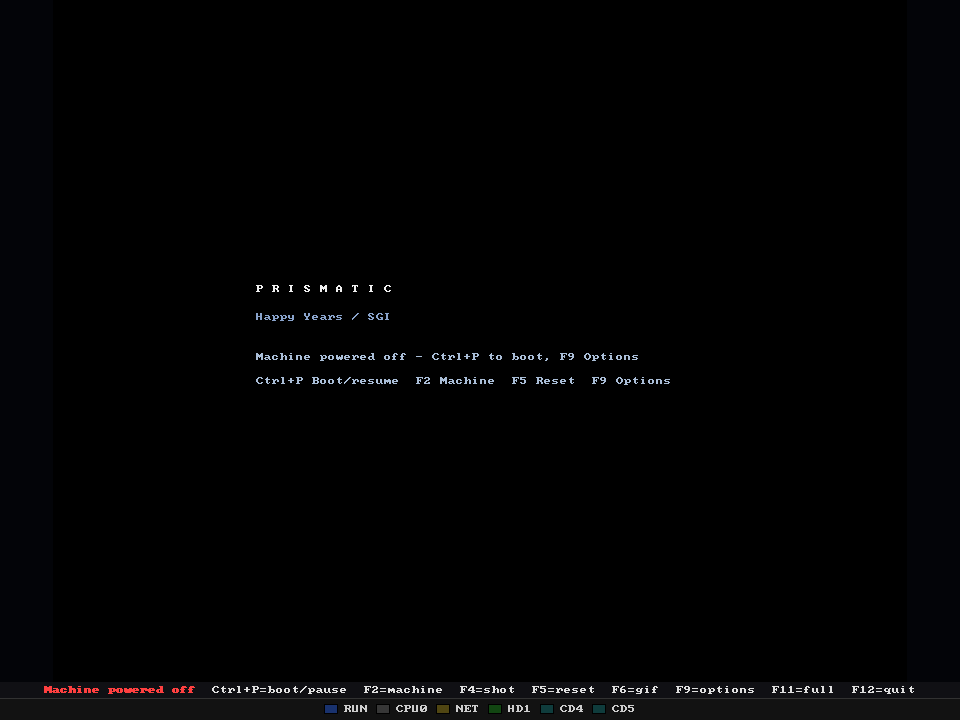 P R I S M A T I C
Happy Years / SGI
Machine powered off - Ctrl+P to boot, F9 Options
Ctrl+P Boot/resume  F2 Machine  F5 Reset  F9 Options
Machine powered off  Ctrl+P=boot/pause  F2=machine  F4=shot  F5=reset  F6=gif  F9=options  F11=full  F12=quit
RUN  CPU0  NET  HD1  CD4  CD5